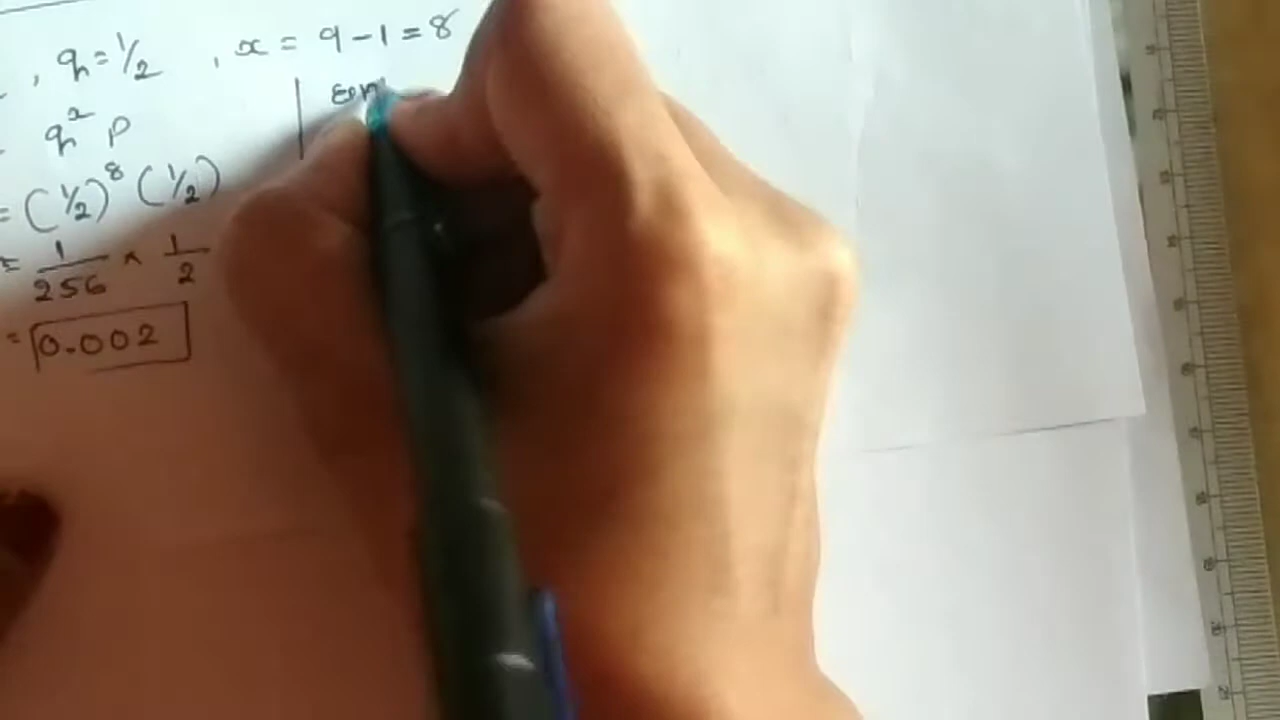 , q = 1/2 , x = 9 - 1 = 8
q^x p
= (1/2)^8 (1/2)
= 1/256 × 1/2
= 0.002